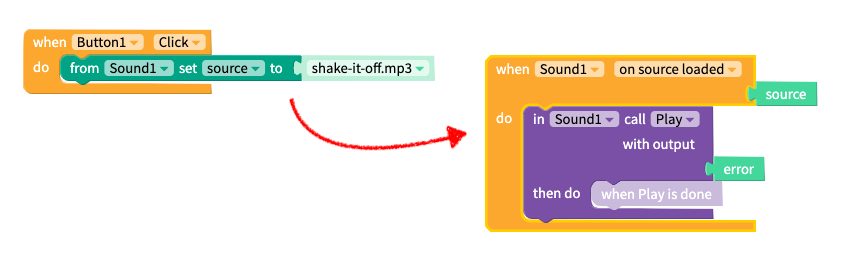 when Button1 Click
do from Sound1 set source to shake-it-off.mp3
when Sound1 on source loaded
source
do in Sound1 call Play
with output
error
then do when Play is done